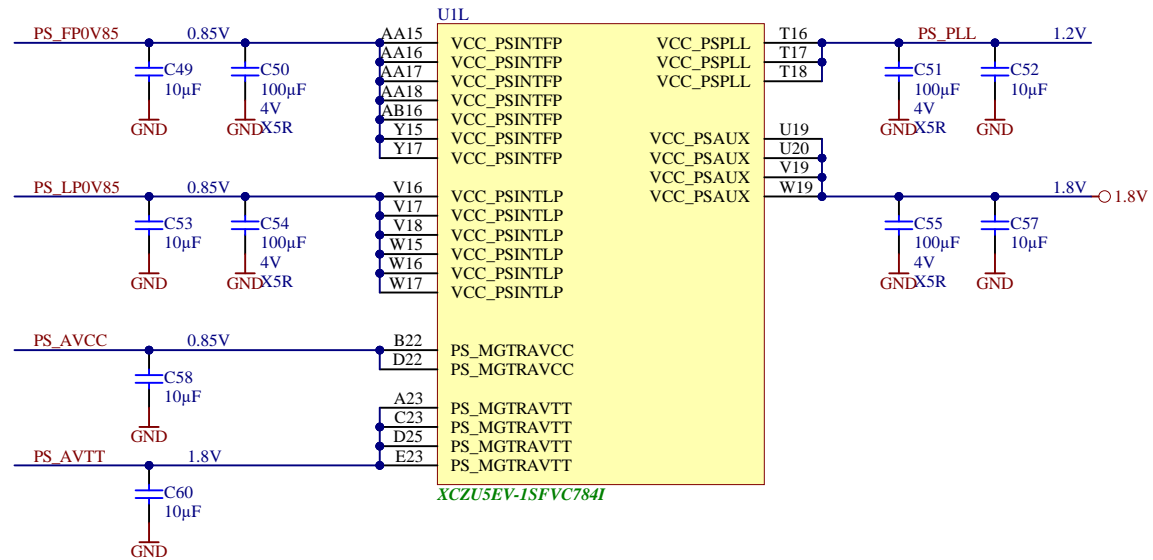 U1L
PS_FP0V85 0.85V
C49
10µF
GND
C50
100µF
4V
X5R
GND
AA15 VCC_PSINTFP
AA16 VCC_PSINTFP
AA17 VCC_PSINTFP
AA18 VCC_PSINTFP
AB16 VCC_PSINTFP
Y15 VCC_PSINTFP
Y17 VCC_PSINTFP
VCC_PSPLL T16
VCC_PSPLL T17
VCC_PSPLL T18
PS_PLL 1.2V
C51
100µF
4V
X5R
GND
C52
10µF
GND
VCC_PSAUX U19
VCC_PSAUX U20
VCC_PSAUX V19
VCC_PSAUX W19
1.8V 1.8V
C55
100µF
4V
X5R
GND
C57
10µF
GND
PS_LP0V85 0.85V
C53
10µF
GND
C54
100µF
4V
X5R
GND
V16 VCC_PSINTLP
V17 VCC_PSINTLP
V18 VCC_PSINTLP
W15 VCC_PSINTLP
W16 VCC_PSINTLP
W17 VCC_PSINTLP
PS_AVCC 0.85V
C58
10µF
GND
B22 PS_MGTRAVCC
D22 PS_MGTRAVCC
A23 PS_MGTRAVTT
C23 PS_MGTRAVTT
D25 PS_MGTRAVTT
E23 PS_MGTRAVTT
PS_AVTT 1.8V
C60
10µF
GND
XCZU5EV-1SFVC784I